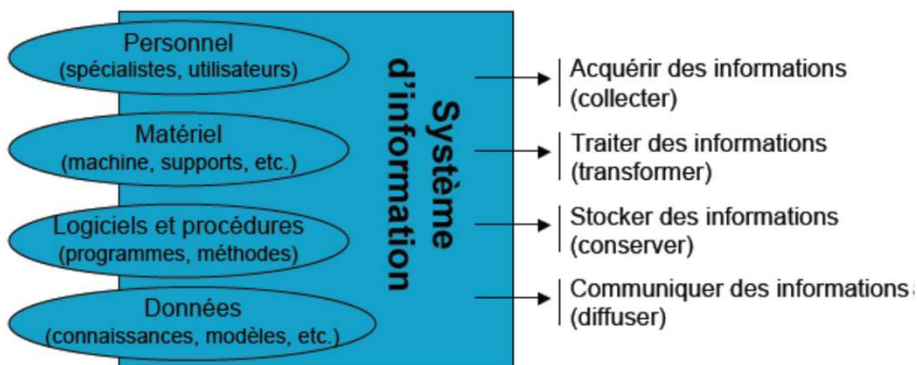 Personnel
(spécialistes, utilisateurs)
Matériel
(machine, supports, etc.)
Logiciels et procédures
(programmes, méthodes)
Données
(connaissances, modèles, etc.)
Système
d'information
Acquérir des informations
(collecter)
Traiter des informations
(transformer)
Stocker des informations
(conserver)
Communiquer des informations
(diffuser)